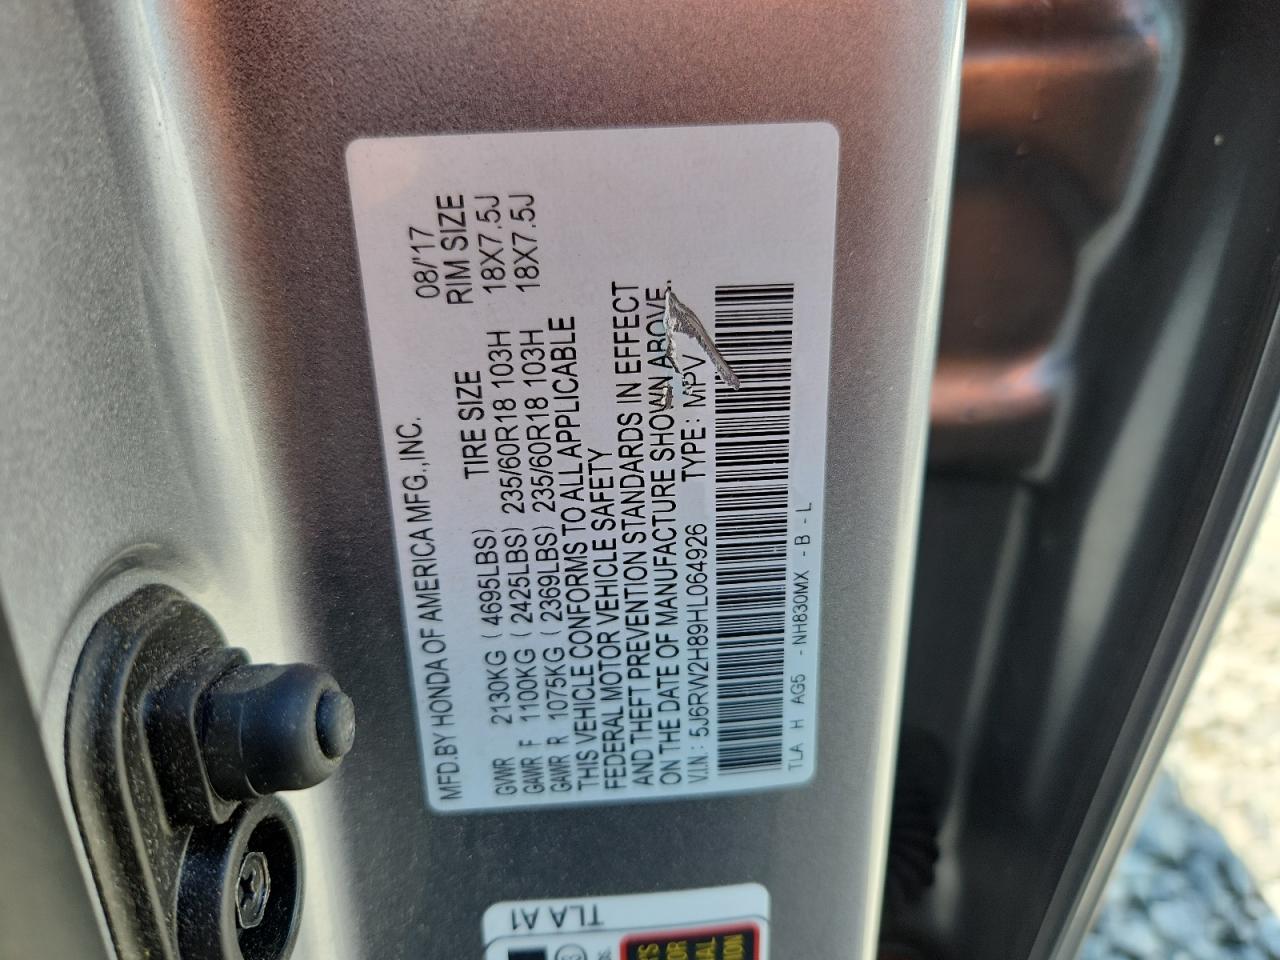 MFD.BY HONDA OF AMERICA MFG.,INC. 08/'17
TIRE SIZE RIM SIZE
GVWR 2130KG ( 4695LBS)
GAWR F 1100KG ( 2425LBS) 235/60R18 103H 18X7.5J
GAWR R 1075KG ( 2369LBS) 235/60R18 103H 18X7.5J
THIS VEHICLE CONFORMS TO ALL APPLICABLE
FEDERAL MOTOR VEHICLE SAFETY
AND THEFT PREVENTION STANDARDS IN EFFECT
ON THE DATE OF MANUFACTURE SHOWN ABOVE.
V.I.N.: 5J6RW2H89HL064926 TYPE: MPV
TLA H AG5 - NH830MX - B - L
TLA A1